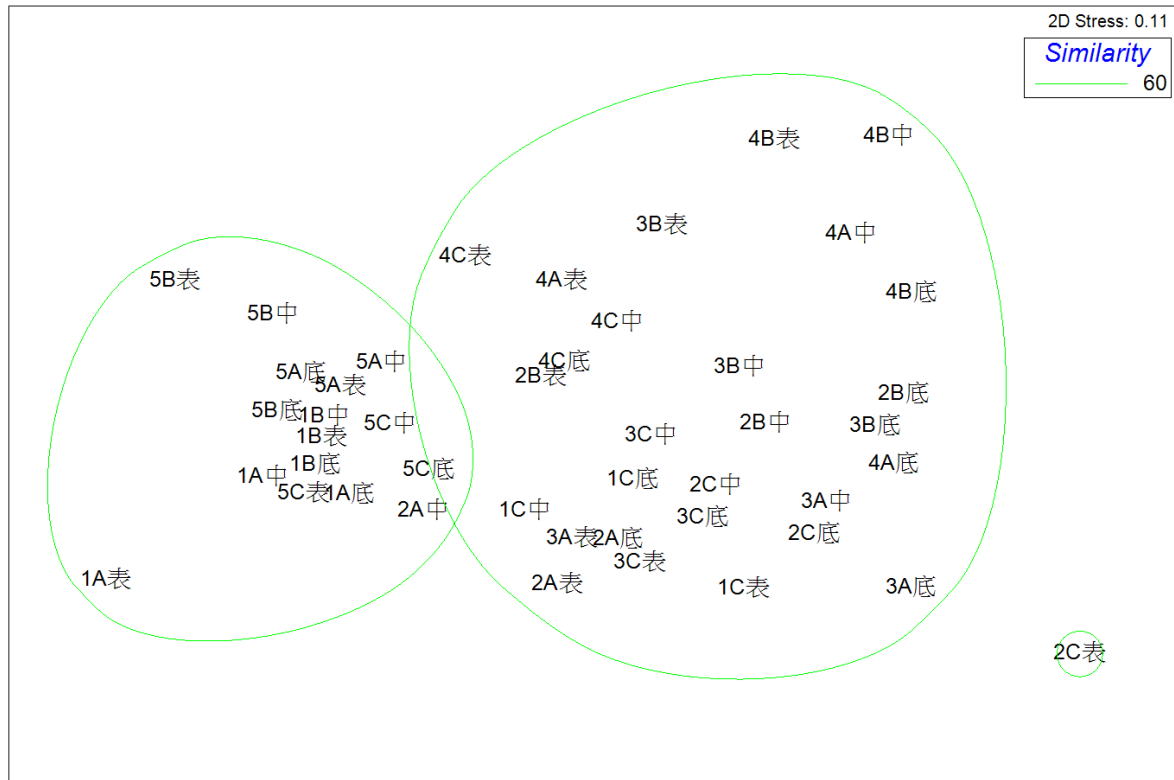 2D Stress: 0.11
Similarity
60
4B表
4B中
3B表
4A中
4C表
5B表
4A表
4B底
5B中
4C中
5A中
4C底
3B中
5A底
2B表
5A表
2B底
5B底
1B中
5C中
2B中
3B底
1B表
3C中
1B底
4A底
5C底
1A中
1C底
2C中
5C表
1A底
3A中
2A中
1C中
3C底
2C底
3A表
2A底
3C表
1A表
2A表
1C表
3A底
2C表